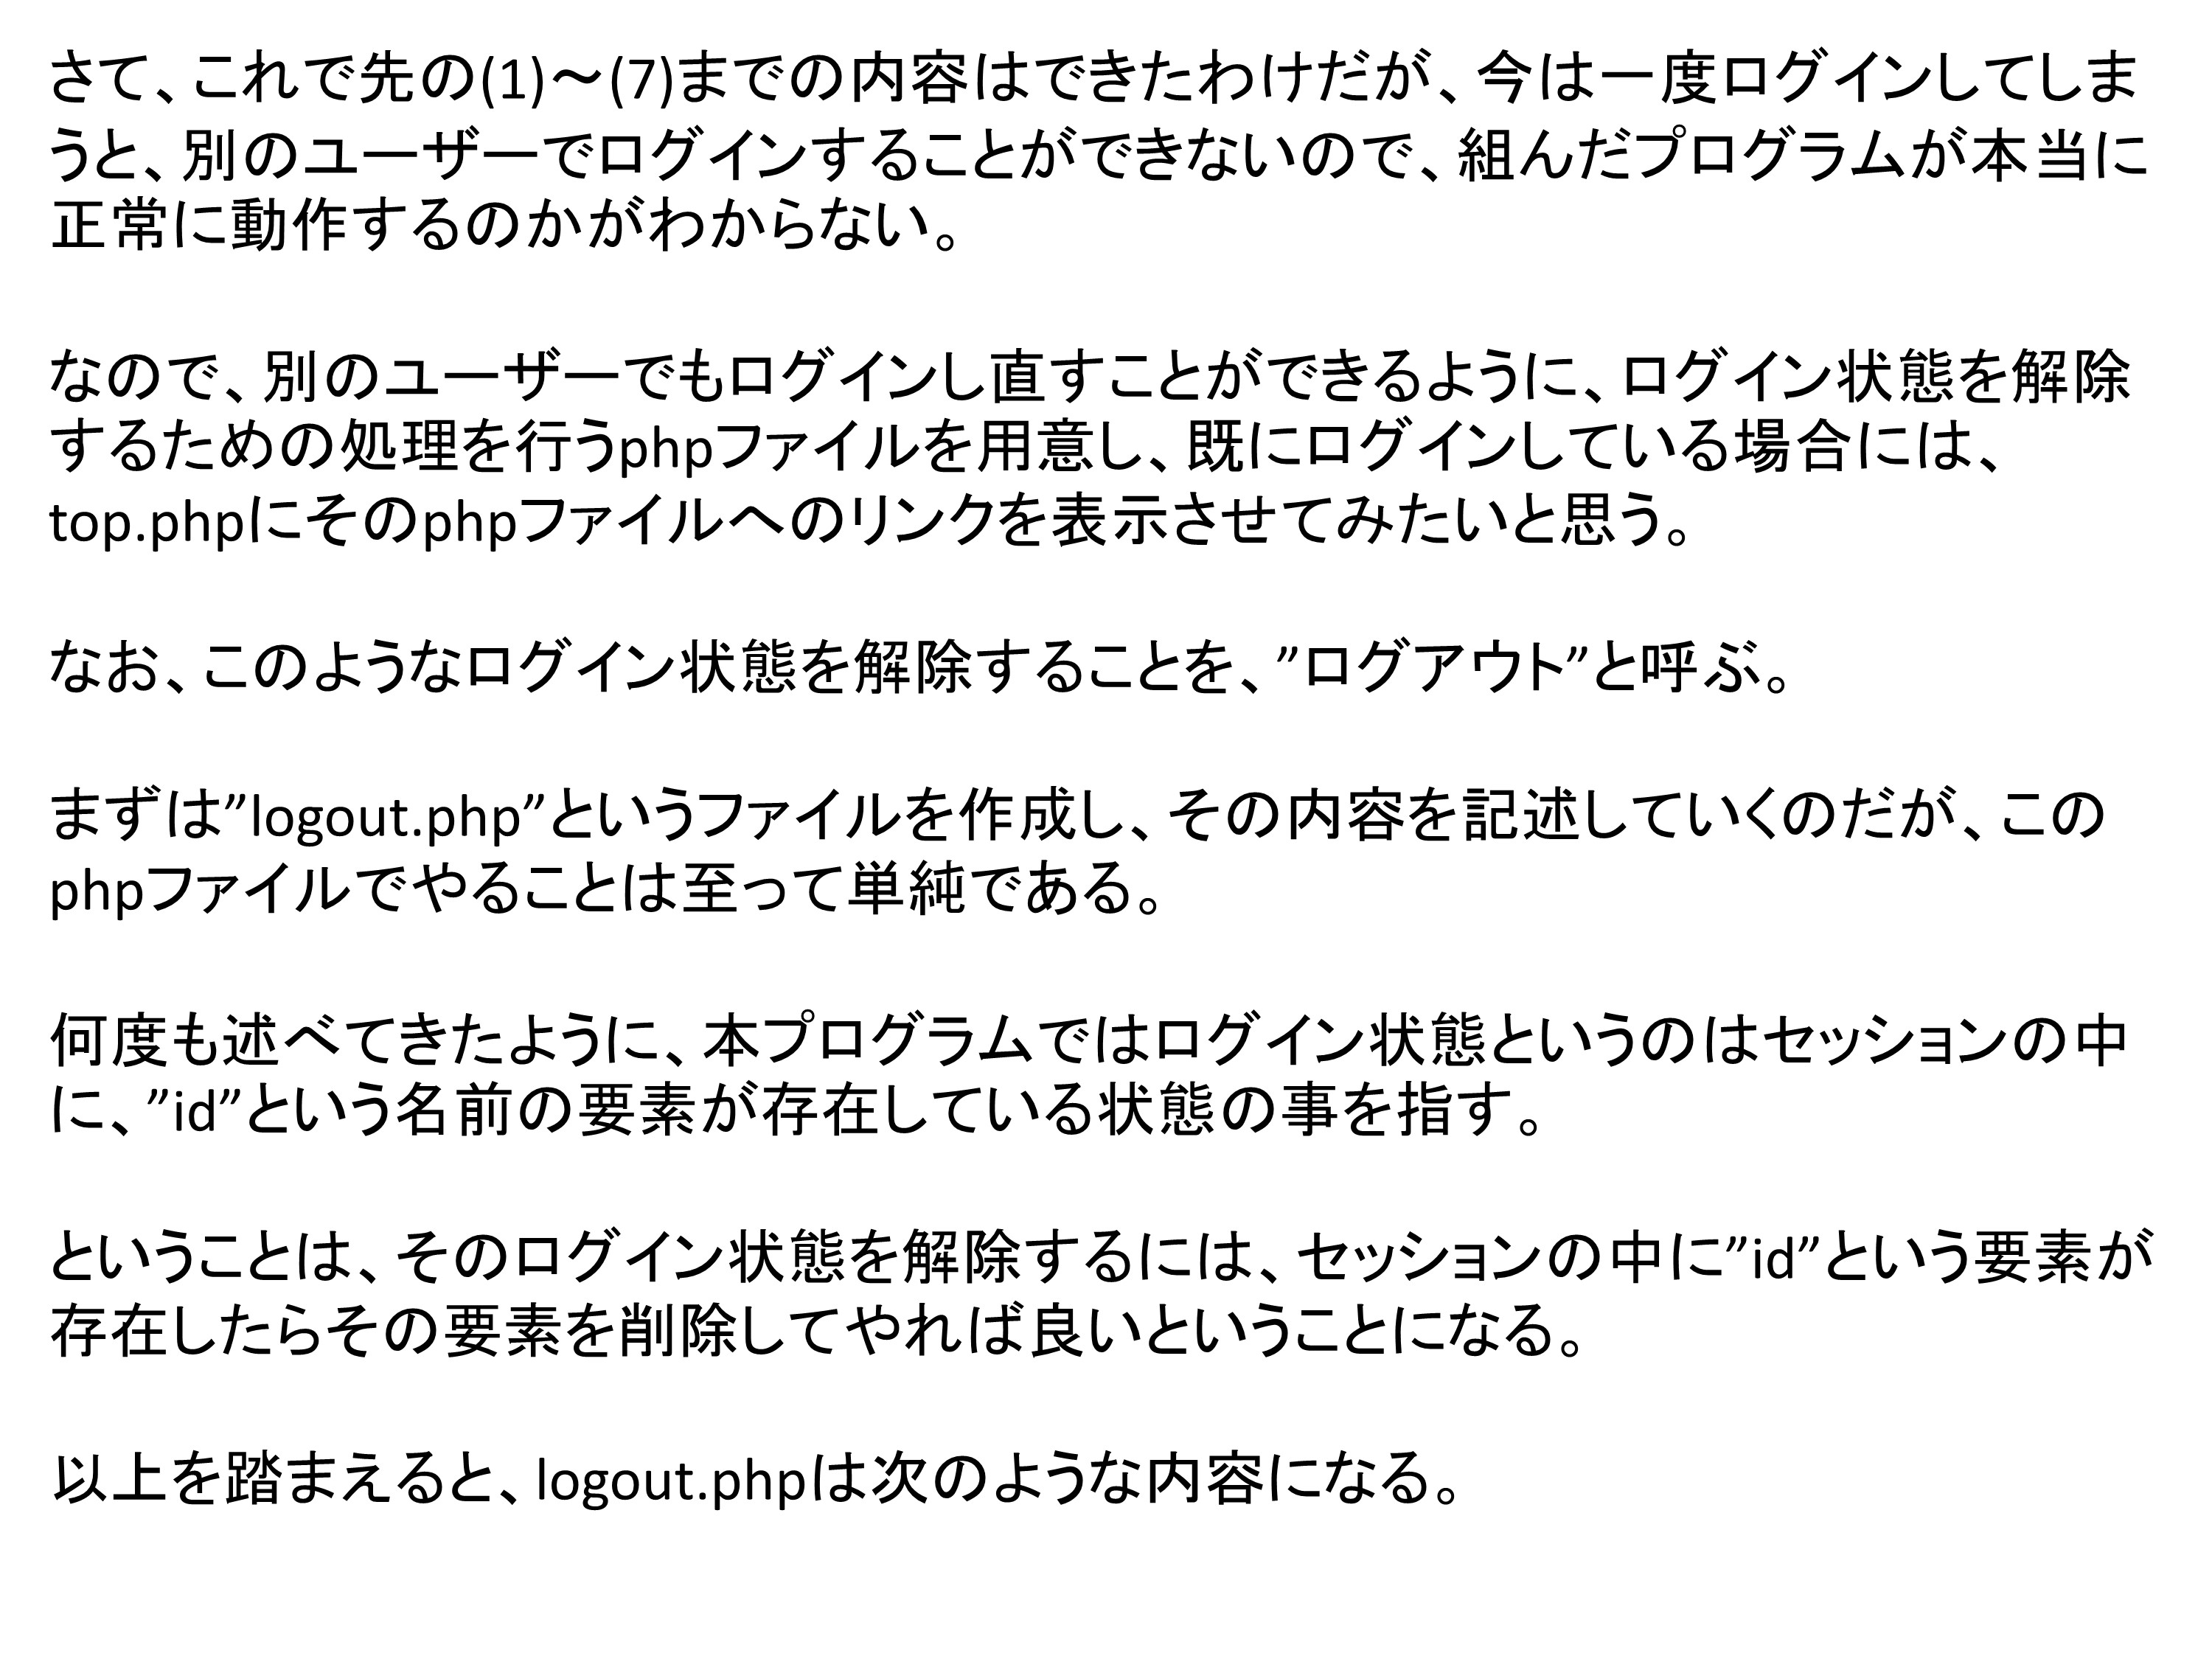 さて、これで先の(1)～(7)までの内容はできたわけだが、今は一度ログインしてしま
うと、別のユーザーでログインすることができないので、組んだプログラムが本当に
正常に動作するのかがわからない。
なので、別のユーザーでもログインし直すことができるように、ログイン状態を解除
するための処理を行うphpファイルを用意し、既にログインしている場合には、
top.phpにそのphpファイルへのリンクを表示させてみたいと思う。
なお、このようなログイン状態を解除することを、”ログアウト”と呼ぶ。
まずは”logout.php”というファイルを作成し、その内容を記述していくのだが、この
phpファイルでやることは至って単純である。
何度も述べてきたように、本プログラムではログイン状態というのはセッションの中
に、”id”という名前の要素が存在している状態の事を指す。
ということは、そのログイン状態を解除するには、セッションの中に”id”という要素が
存在したらその要素を削除してやれば良いということになる。
以上を踏まえると、logout.phpは次のような内容になる。